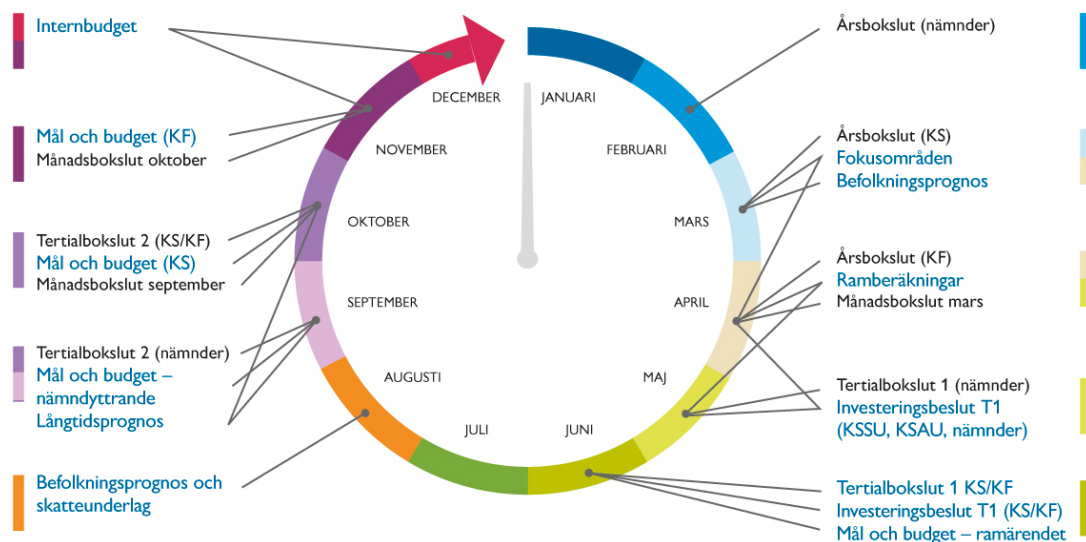 Internbudget
Mål och budget (KF)
Månadsbokslut oktober
Tertialbokslut 2 (KS/KF)
Mål och budget (KS)
Månadsbokslut september
Tertialbokslut 2 (nämnder)
Mål och budget –
nämndyttrande
Långtidsprognos
Befolkningsprognos och
skatteunderlag
DECEMBER
JANUARI
NOVEMBER
FEBRUARI
OKTOBER
MARS
SEPTEMBER
APRIL
AUGUSTI
MAJ
JULI
JUNI
Årsbokslut (nämnder)
Årsbokslut (KS)
Fokusområden
Befolkningsprognos
Årsbokslut (KF)
Ramberäkningar
Månadsbokslut mars
Tertialbokslut 1 (nämnder)
Investeringsbeslut T1
(KSSU, KSAU, nämnder)
Tertialbokslut 1 KS/KF
Investeringsbeslut T1 (KS/KF)
Mål och budget – ramärendet